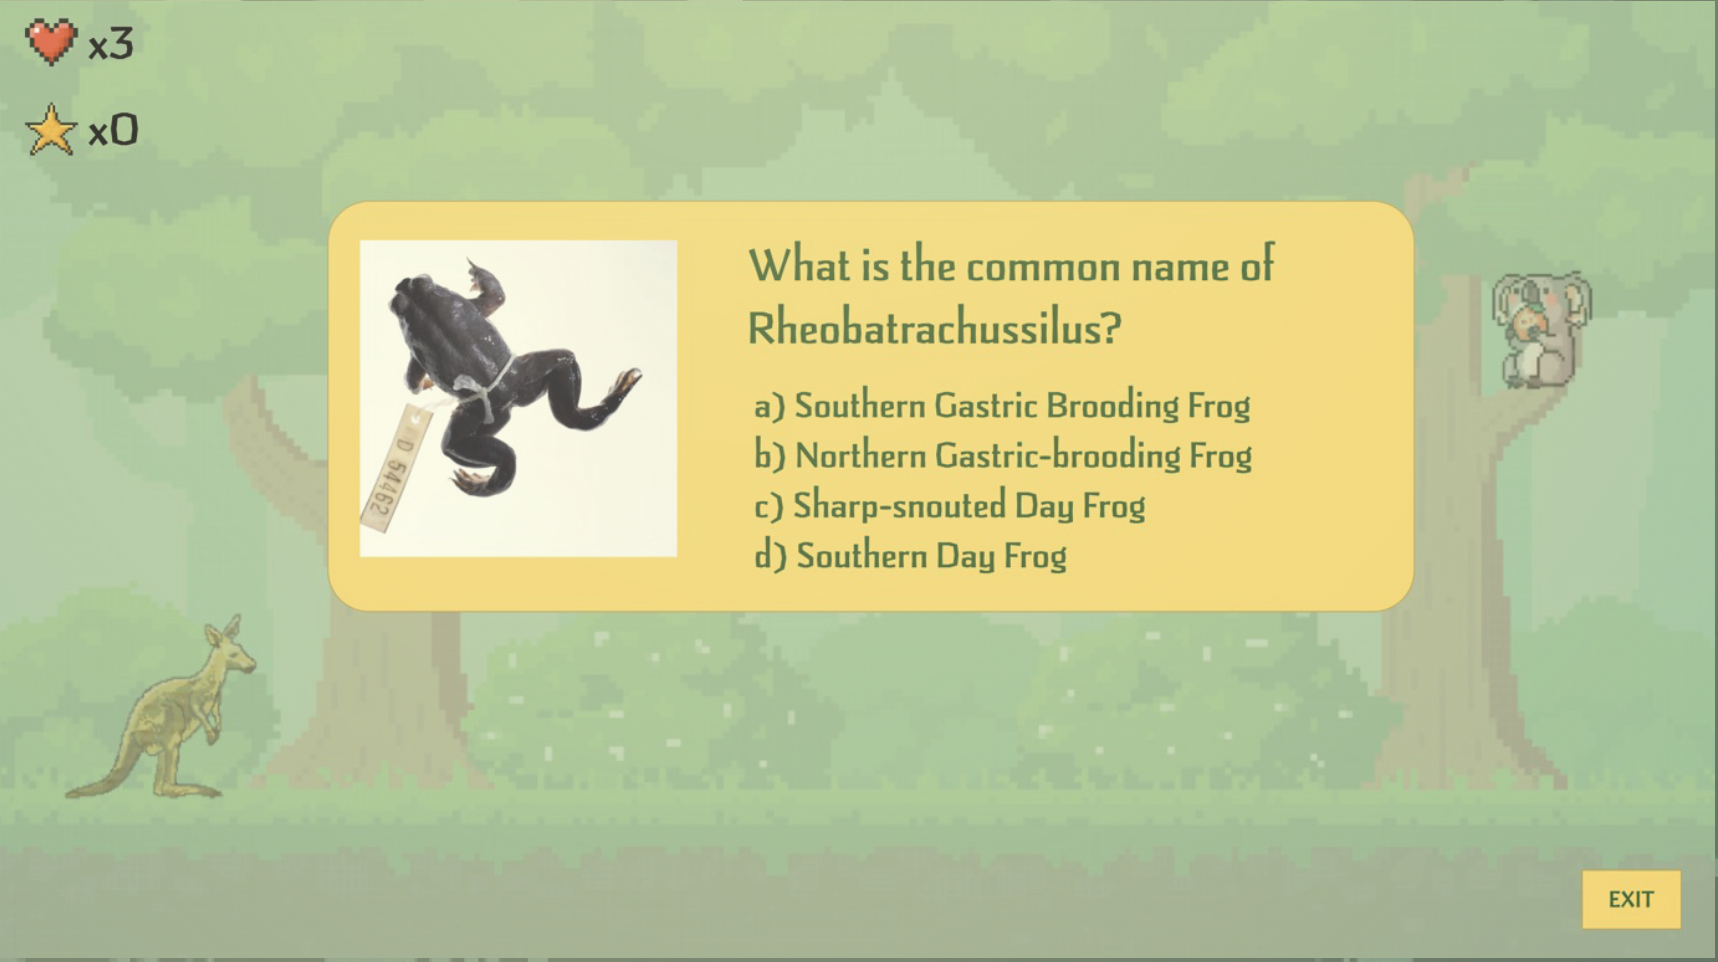 x3
x0
What is the common name of
Rheobatrachussilus?
a) Southern Gastric Brooding Frog
b) Northern Gastric-brooding Frog
c) Sharp-snouted Day Frog
d) Southern Day Frog
D 54462
EXIT